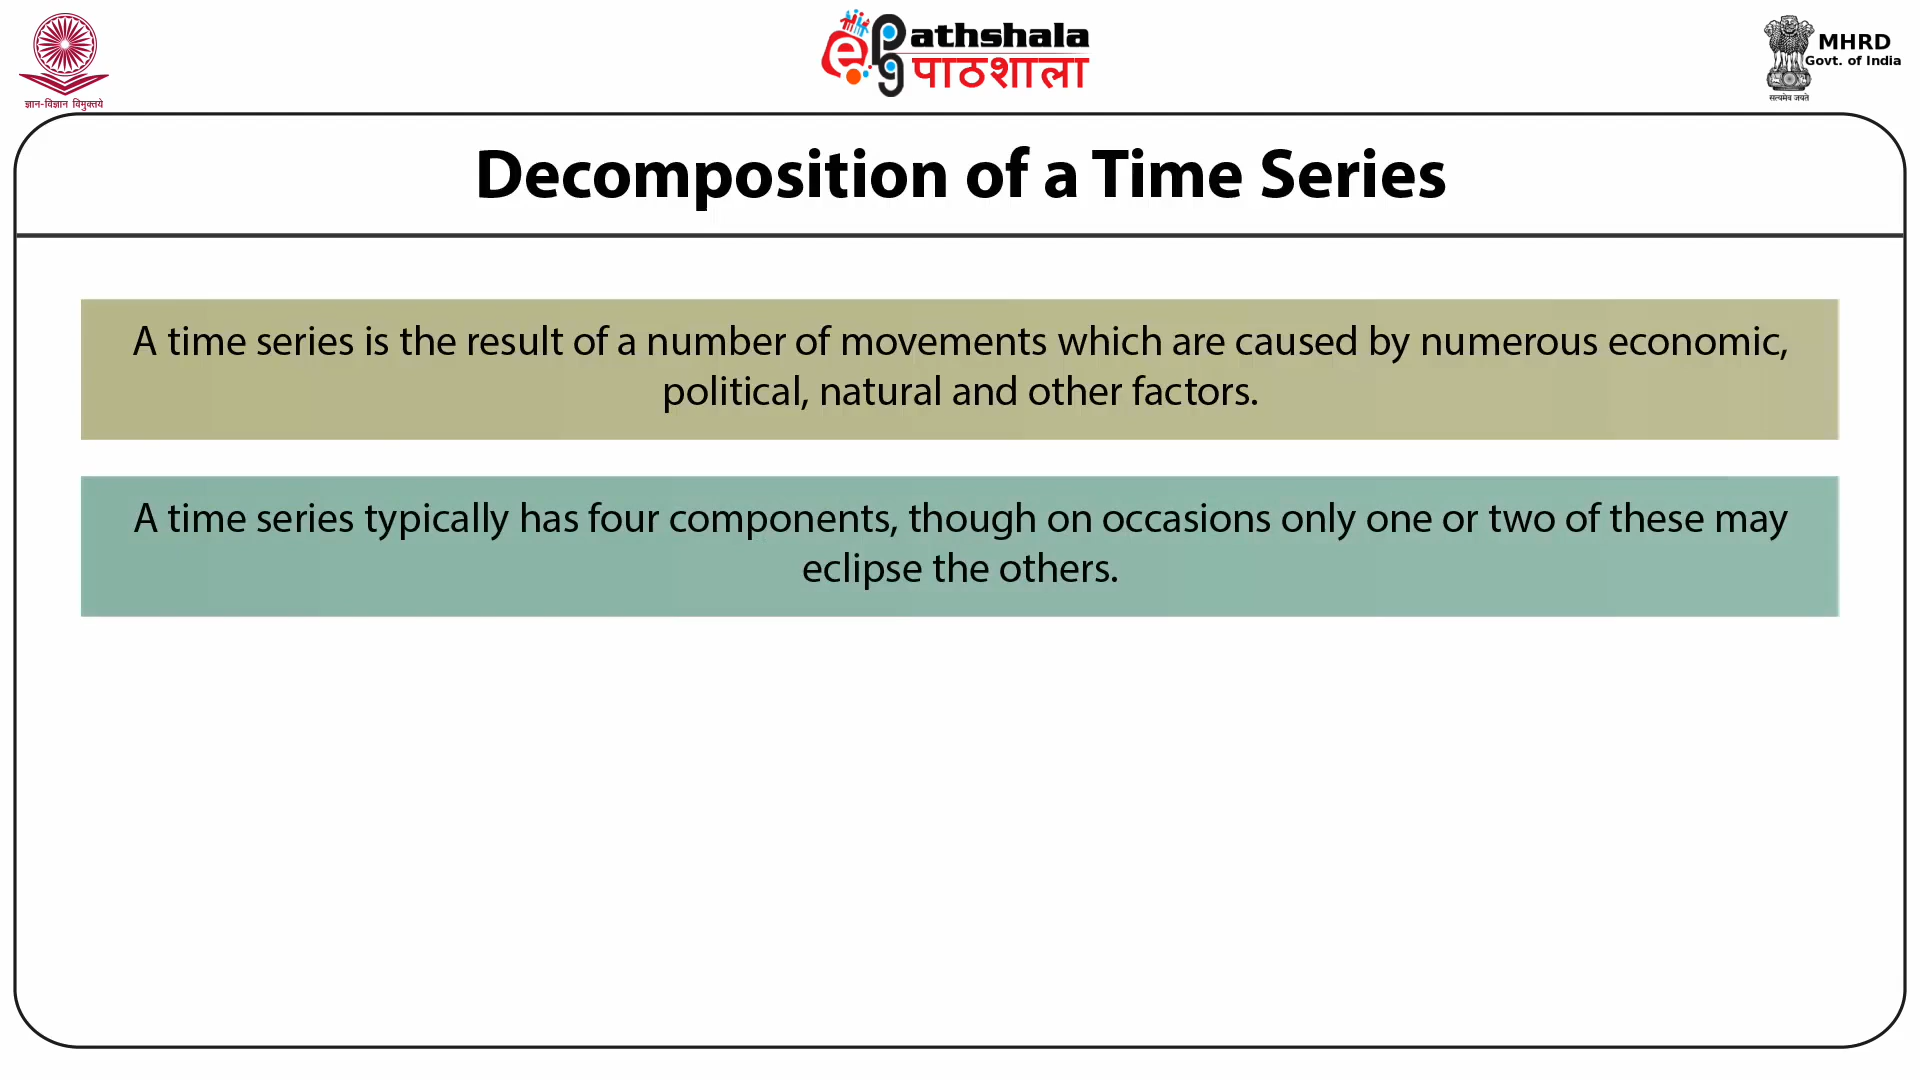 ज्ञान-विज्ञान विमुक्तये
e pg athshala
पाठशाला
MHRD
Govt. of India
सत्यमेव जयते
Decomposition of a Time Series
A time series is the result of a number of movements which are caused by numerous economic,
political, natural and other factors.
A time series typically has four components, though on occasions only one or two of these may
eclipse the others.